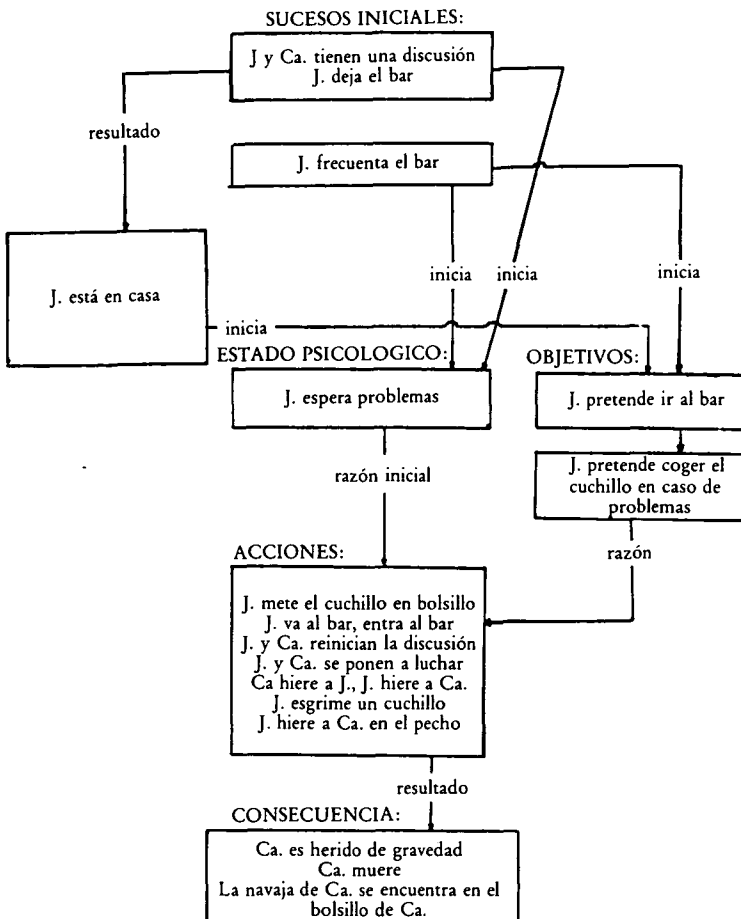 SUCESOS INICIALES:
J y Ca. tienen una discusión
J. deja el bar
resultado
J. frecuenta el bar
J. está en casa
inicia
inicia
inicia
inicia
ESTADO PSICOLOGICO:
OBJETIVOS:
J. espera problemas
J. pretende ir al bar
razón inicial
J. pretende coger el
cuchillo en caso de
problemas
razón
ACCIONES:
J. mete el cuchillo en bolsillo
J. va al bar, entra al bar
J. y Ca. reinician la discusión
J. y Ca. se ponen a luchar
Ca hiere a J., J. hiere a Ca.
J. esgrime un cuchillo
J. hiere a Ca. en el pecho
resultado
CONSECUENCIA:
Ca. es herido de gravedad
Ca. muere
La navaja de Ca. se encuentra en el
bolsillo de Ca.